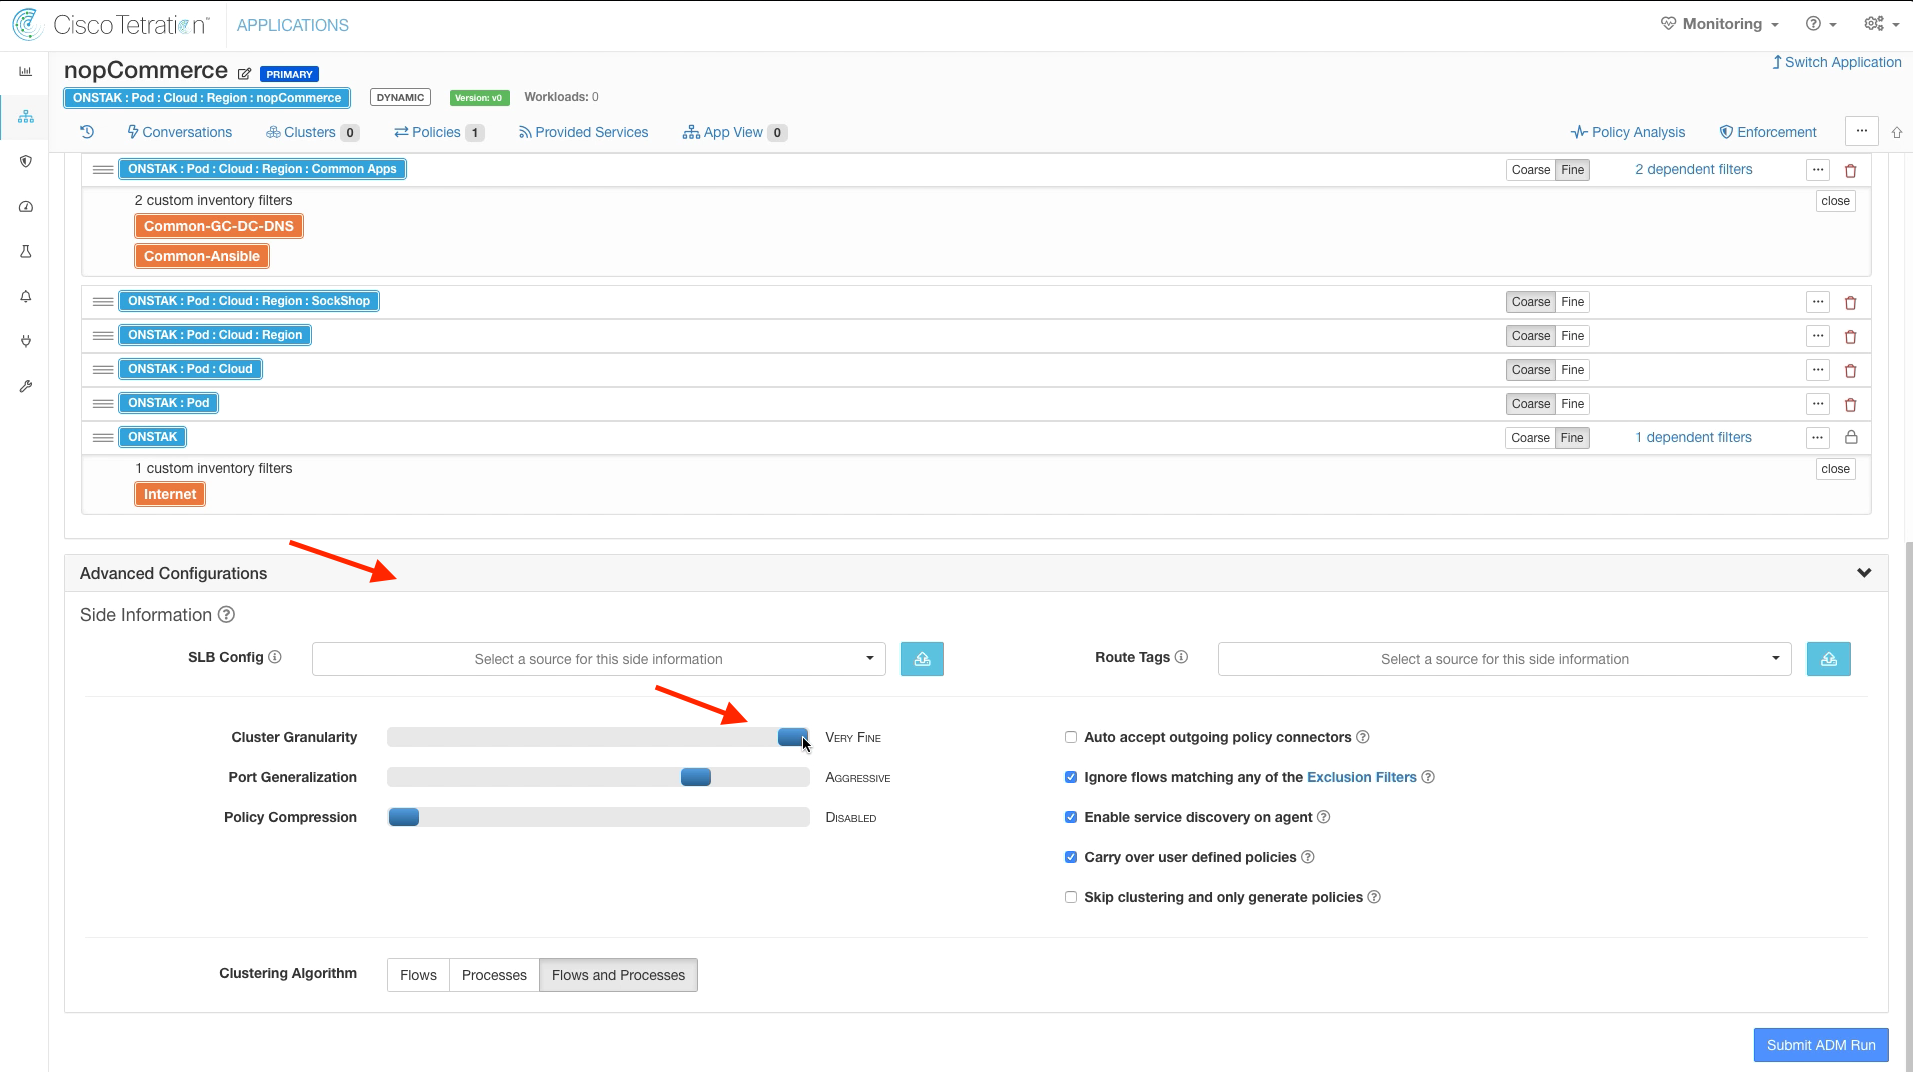 Cisco Tetration™ APPLICATIONS Monitoring
nopCommerce PRIMARY Switch Application
ONSTAK : Pod : Cloud : Region : nopCommerce DYNAMIC Version: v0 Workloads: 0
Conversations Clusters 0 Policies 1 Provided Services App View 0 Policy Analysis Enforcement ...
ONSTAK : Pod : Cloud : Region : Common Apps Coarse Fine 2 dependent filters ...
2 custom inventory filters close
Common-GC-DC-DNS
Common-Ansible
ONSTAK : Pod : Cloud : Region : SockShop Coarse Fine ...
ONSTAK : Pod : Cloud : Region Coarse Fine ...
ONSTAK : Pod : Cloud Coarse Fine ...
ONSTAK : Pod Coarse Fine ...
ONSTAK Coarse Fine 1 dependent filters ...
1 custom inventory filters close
Internet
Advanced Configurations
Side Information ?
SLB Config Select a source for this side information Route Tags Select a source for this side information
Cluster Granularity VERY FINE Auto accept outgoing policy connectors ?
Port Generalization AGGRESSIVE Ignore flows matching any of the Exclusion Filters ?
Policy Compression DISABLED Enable service discovery on agent ?
Carry over user defined policies ?
Skip clustering and only generate policies ?
Clustering Algorithm Flows Processes Flows and Processes
Submit ADM Run